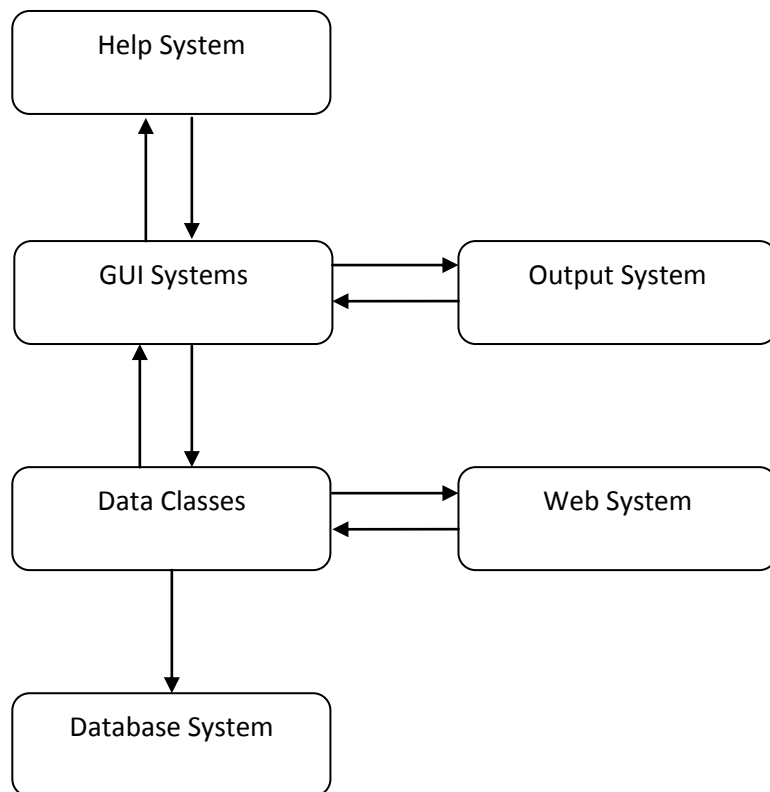 Help System
GUI Systems
Output System
Data Classes
Web System
Database System